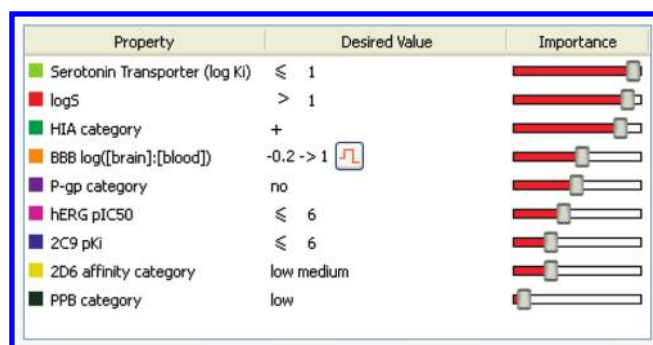 Property Desired Value Importance
Serotonin Transporter (log Ki) ⩽ 1
logS > 1
HIA category +
BBB log([brain]:[blood]) -0.2 -> 1
P-gp category no
hERG pIC50 ⩽ 6
2C9 pKi ⩽ 6
2D6 affinity category low medium
PPB category low